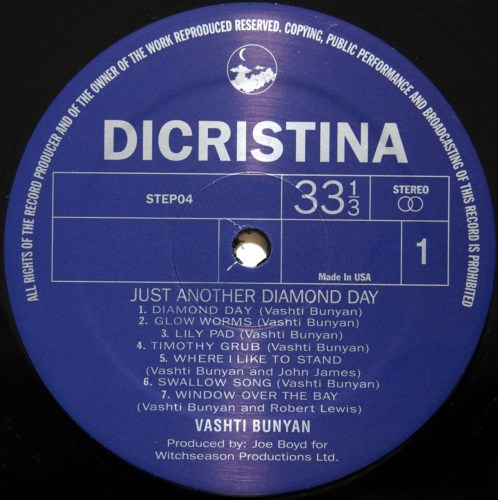 ALL RIGHTS OF THE RECORD PRODUCER AND OF THE OWNER OF THE WORK REPRODUCED RESERVED. COPYING, PUBLIC PERFORMANCE AND BROADCASTING OF THIS RECORD IS PROHIBITED
DICRISTINA
STEP04
33 1/3
STEREO
Made In USA
1
JUST ANOTHER DIAMOND DAY
1. DIAMOND DAY (Vashti Bunyan)
2. GLOW WORMS (Vashti Bunyan)
3. LILY PAD (Vashti Bunyan)
4. TIMOTHY GRUB (Vashti Bunyan)
5. WHERE I LIKE TO STAND
(Vashti Bunyan and John James)
6. SWALLOW SONG (Vashti Bunyan)
7. WINDOW OVER THE BAY
(Vashti Bunyan and Robert Lewis)
VASHTI BUNYAN
Produced by: Joe Boyd for
Witchseason Productions Ltd.